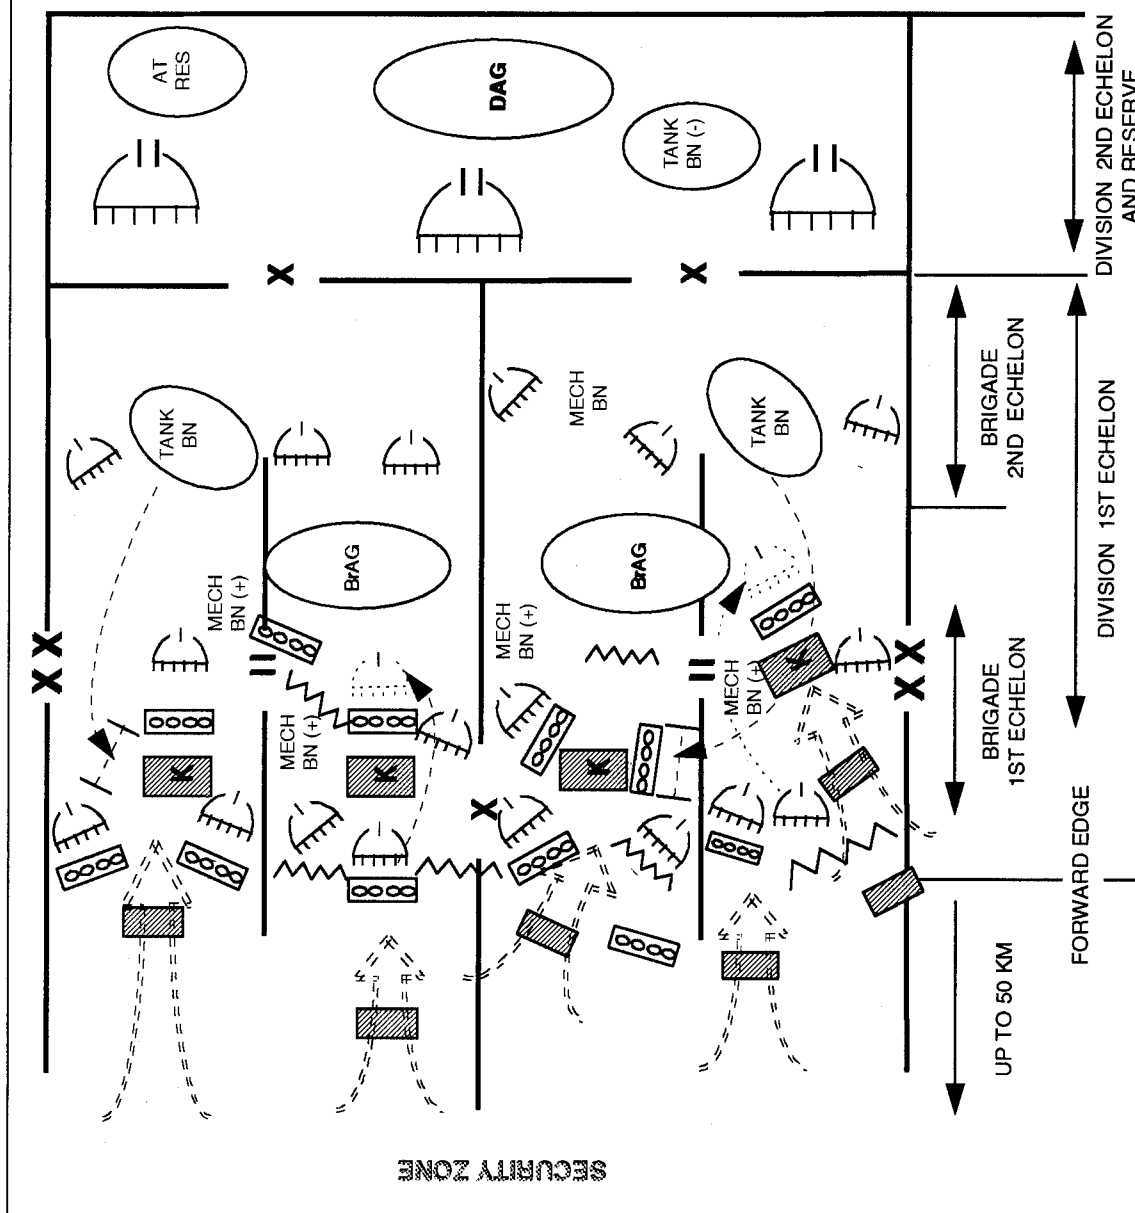 SECURITY ZONE
AT
RES
DAG
TANK
BN (-)
X
X
TANK
BN
MECH
BN
TANK
BN
BrAG
BrAG
MECH
BN (+)
MECH
BN (+)
MECH
BN (+)
MECH
BN (+
X X
X X
X
K
K
K
K
UP TO 50 KM
FORWARD EDGE
BRIGADE
1ST ECHELON
BRIGADE
2ND ECHELON
DIVISION 1ST ECHELON
DIVISION 2ND ECHELON
AND RESERVE